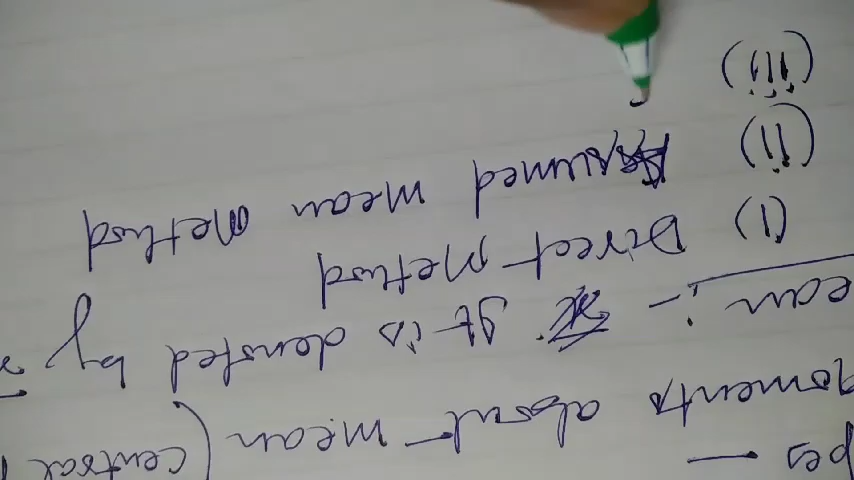 pes —
moments about mean (central
ean :- It is denoted by x̄
(i) Direct Method
(ii) Assumed mean Method
(iii)